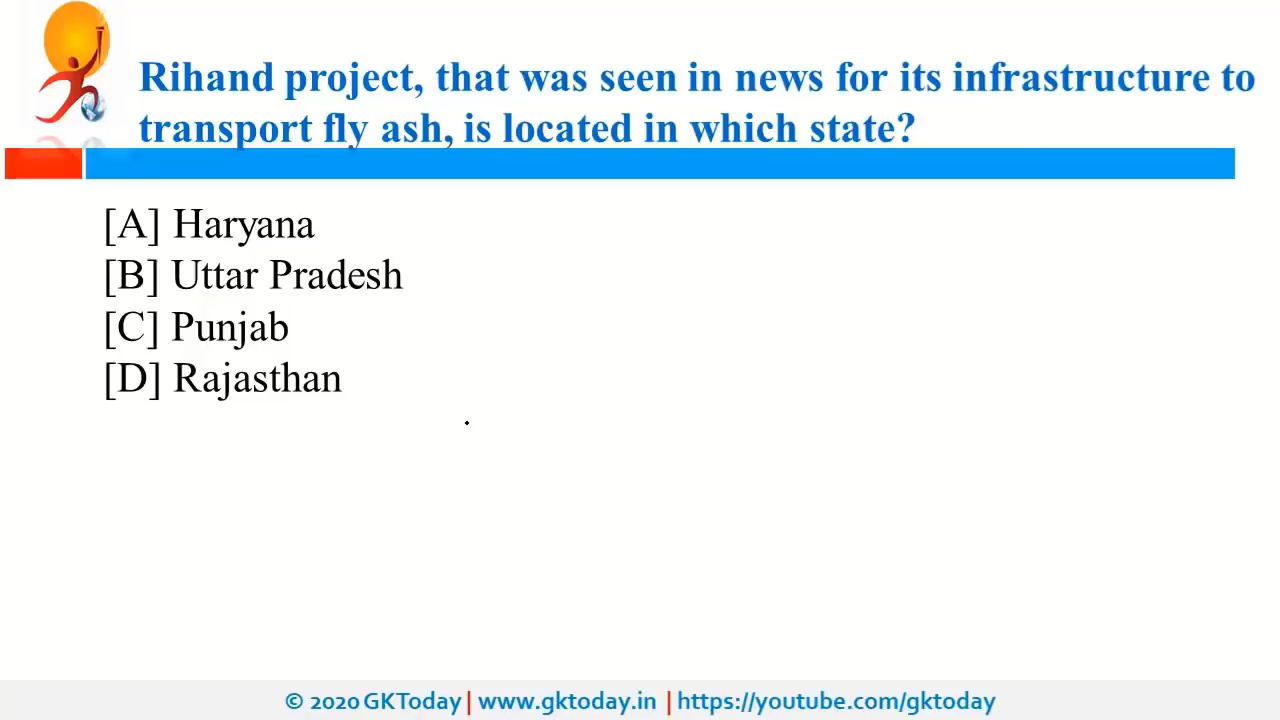 Rihand project, that was seen in news for its infrastructure to
transport fly ash, is located in which state?
[A] Haryana
[B] Uttar Pradesh
[C] Punjab
[D] Rajasthan
© 2020 GKToday | www.gktoday.in | https://youtube.com/gktoday